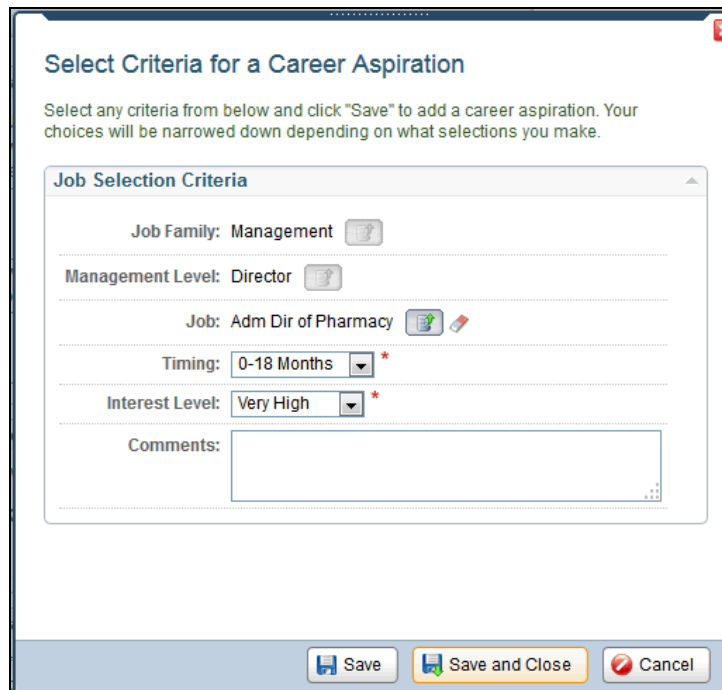 Select Criteria for a Career Aspiration
Select any criteria from below and click "Save" to add a career aspiration. Your
choices will be narrowed down depending on what selections you make.
Job Selection Criteria
Job Family: Management
Management Level: Director
Job: Adm Dir of Pharmacy
Timing: 0-18 Months *
Interest Level: Very High *
Comments:
Save Save and Close Cancel